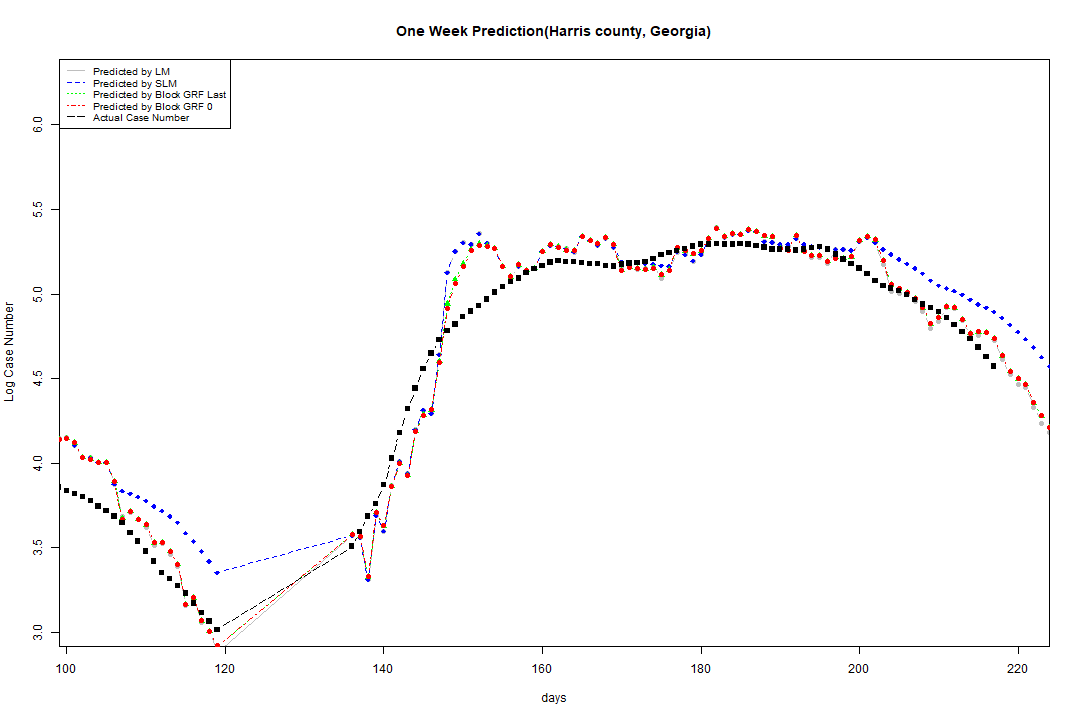 One Week Prediction(Harris county, Georgia)
Predicted by LM
Predicted by SLM
Predicted by Block GRF Last
Predicted by Block GRF 0
Actual Case Number
6.0
5.5
5.0
4.5
4.0
3.5
3.0
Log Case Number
100 120 140 160 180 200 220
days